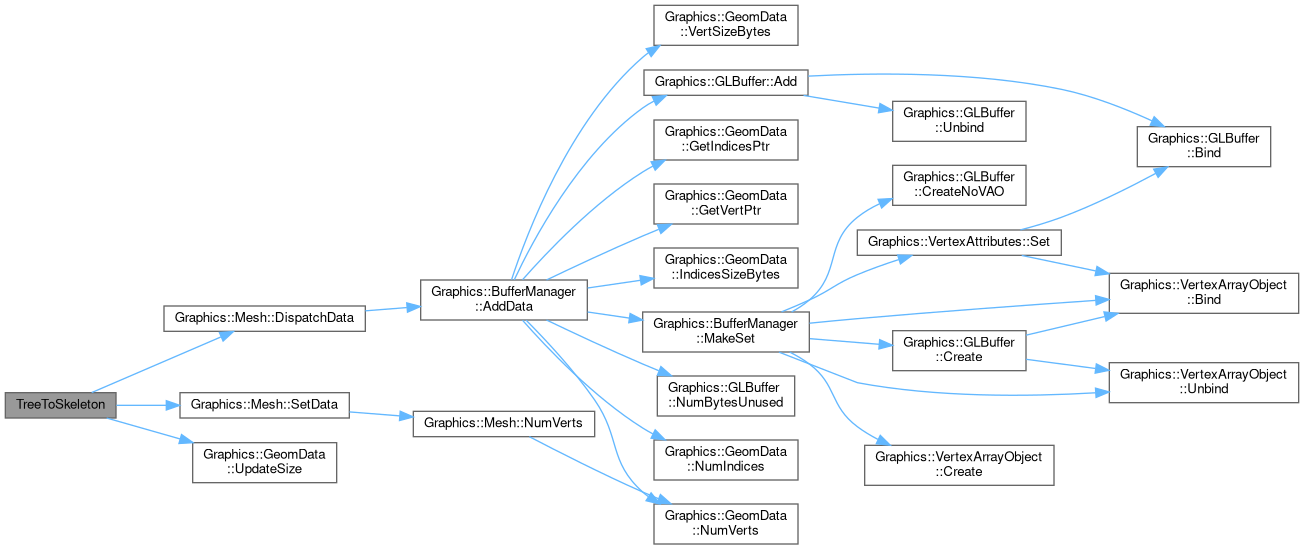 TreeToSkeleton
Graphics::Mesh::DispatchData
Graphics::Mesh::SetData
Graphics::GeomData
::UpdateSize
Graphics::BufferManager
::AddData
Graphics::Mesh::NumVerts
Graphics::GeomData
::VertSizeBytes
Graphics::GLBuffer::Add
Graphics::GeomData
::GetIndicesPtr
Graphics::GeomData
::GetVertPtr
Graphics::GeomData
::IndicesSizeBytes
Graphics::BufferManager
::MakeSet
Graphics::GLBuffer
::NumBytesUnused
Graphics::GeomData
::NumIndices
Graphics::GeomData
::NumVerts
Graphics::GLBuffer
::Unbind
Graphics::GLBuffer
::CreateNoVAO
Graphics::VertexAttributes::Set
Graphics::GLBuffer
::Create
Graphics::VertexArrayObject
::Create
Graphics::GLBuffer
::Bind
Graphics::VertexArrayObject
::Bind
Graphics::VertexArrayObject
::Unbind